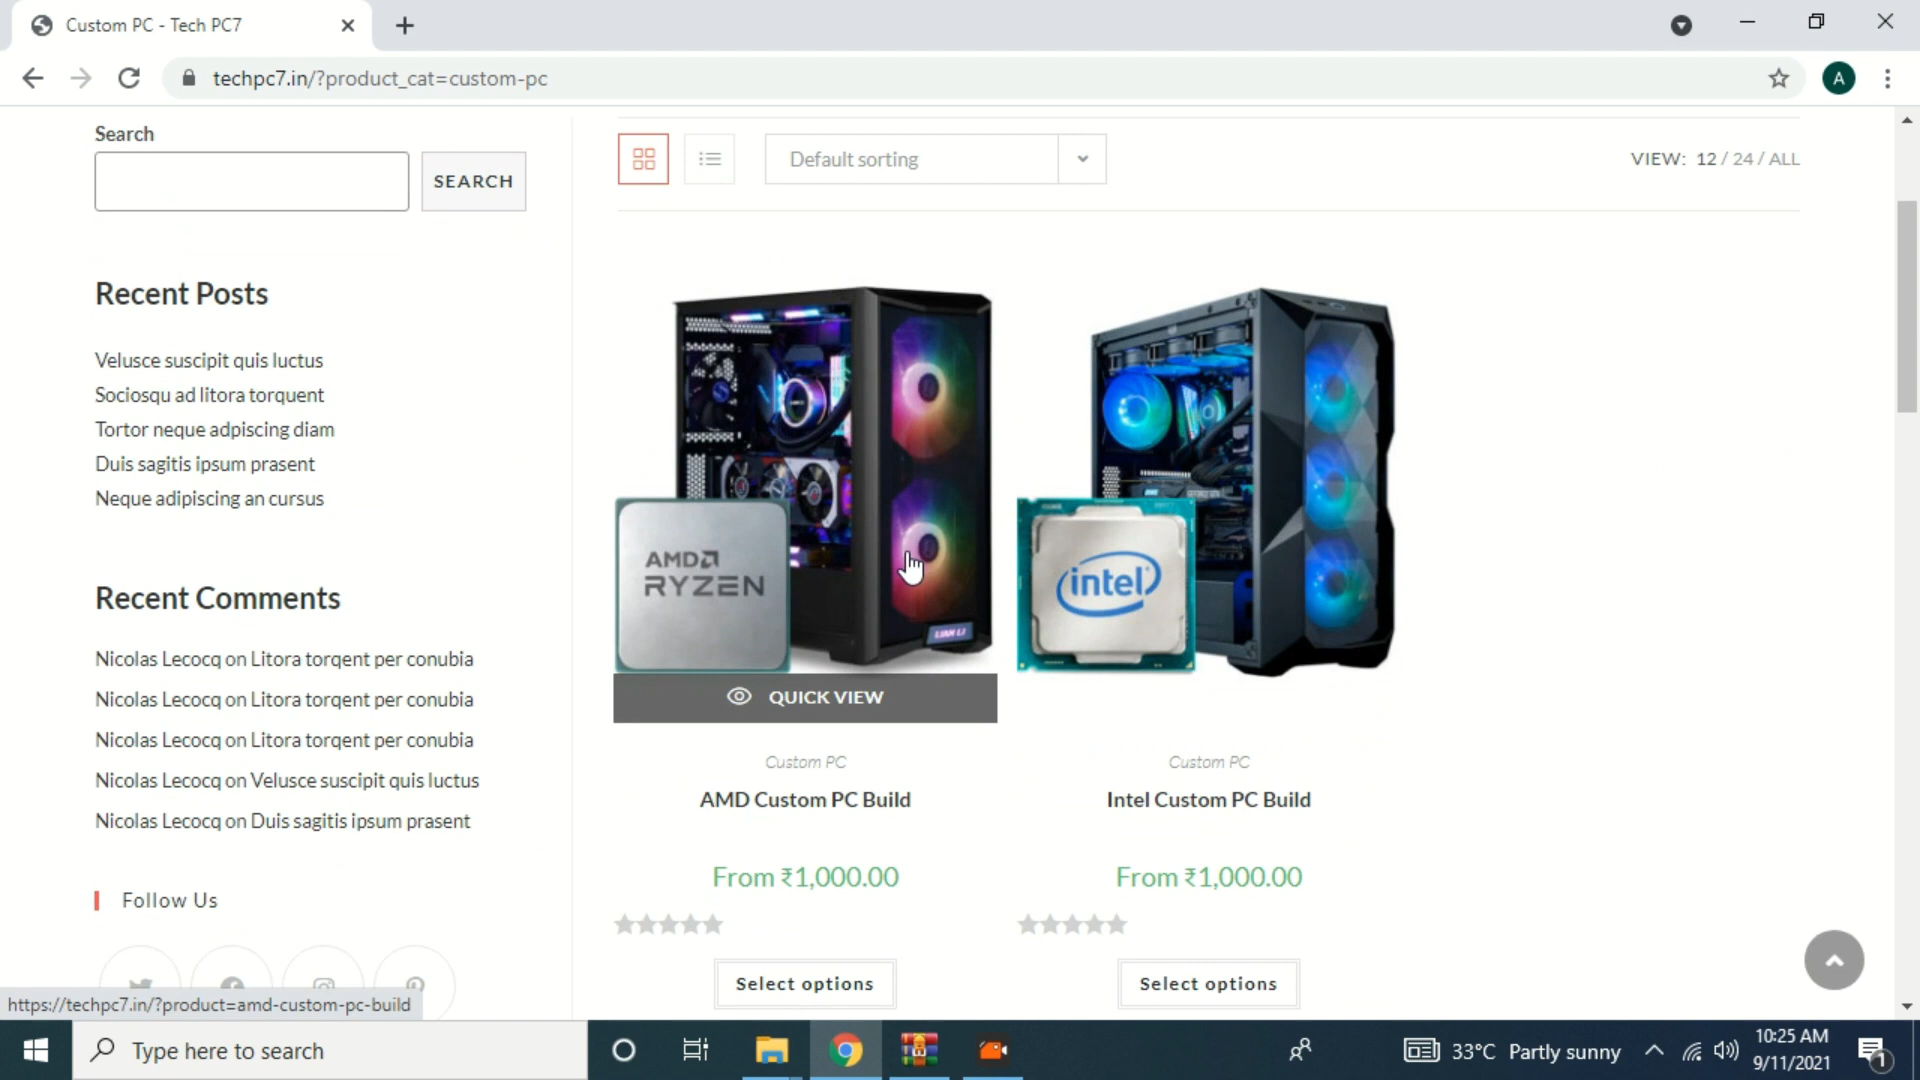 Custom PC - Tech PC7
techpc7.in/?product_cat=custom-pc
A
Search
SEARCH
Default sorting
VIEW: 12 / 24 / ALL
Recent Posts
Velusce suscipit quis luctus
Sociosqu ad litora torquent
Tortor neque adpiscing diam
Duis sagitis ipsum prasent
Neque adipiscing an cursus
Recent Comments
Nicolas Lecocq on Litora torqent per conubia
Nicolas Lecocq on Litora torqent per conubia
Nicolas Lecocq on Litora torqent per conubia
Nicolas Lecocq on Velusce suscipit quis luctus
Nicolas Lecocq on Duis sagitis ipsum prasent
Follow Us
AMD
RYZEN
LIAN LI
QUICK VIEW
Custom PC
AMD Custom PC Build
From ₹1,000.00
Select options
intel
Custom PC
Intel Custom PC Build
From ₹1,000.00
Select options
https://techpc7.in/?product=amd-custom-pc-build
Type here to search
33°C Partly sunny
10:25 AM
9/11/2021
1